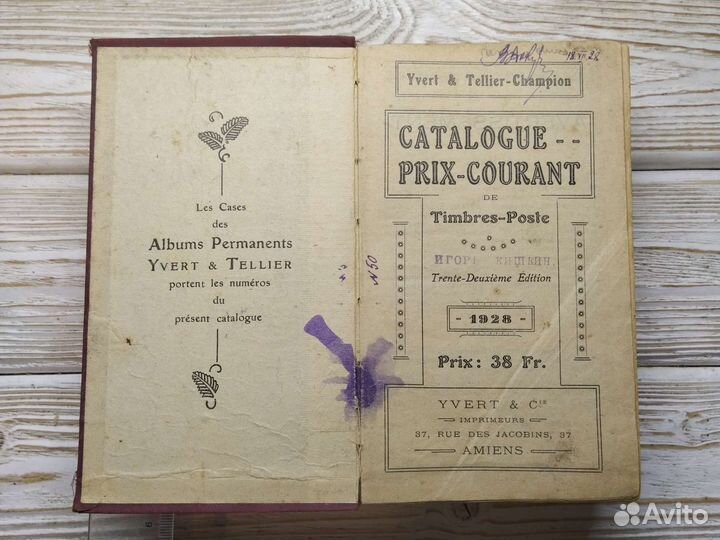 Les Cases
des
Albums Permanents
YVERT & TELLIER
portent les numéros
du
présent catalogue
Yvert & Tellier-Champion
CATALOGUE --
PRIX-COURANT
DE
Timbres-Poste
ИГОРЬ КИШКИН.
Trente-Deuxième Édition
- 1928 -
Prix : 38 Fr.
YVERT & Cie
IMPRIMEURS
37, RUE DES JACOBINS, 37
AMIENS
Avito